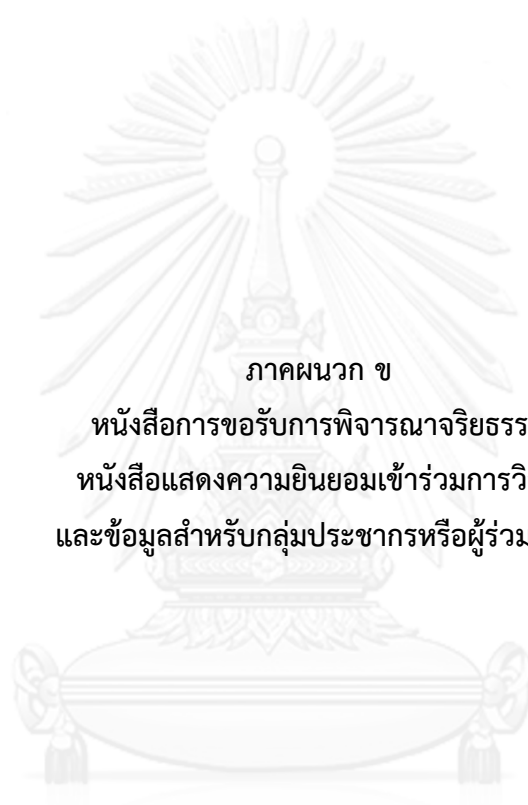 ภาคผนวก ข
หนังสือการขอรับการพิจารณาจริยธรร
หนังสือแสดงความยินยอมเข้าร่วมการวิ
และข้อมูลสำหรับกลุ่มประชากรหรือผู้ร่วม